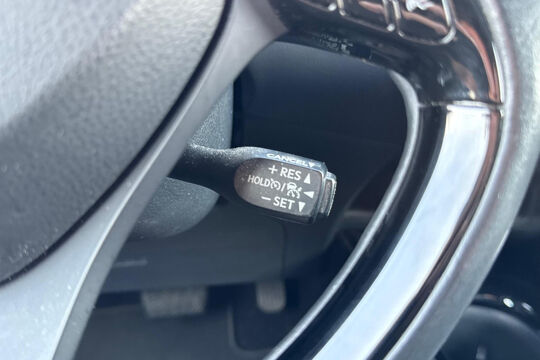 CANCEL
+ RES ▲
HOLD /
− SET ▼